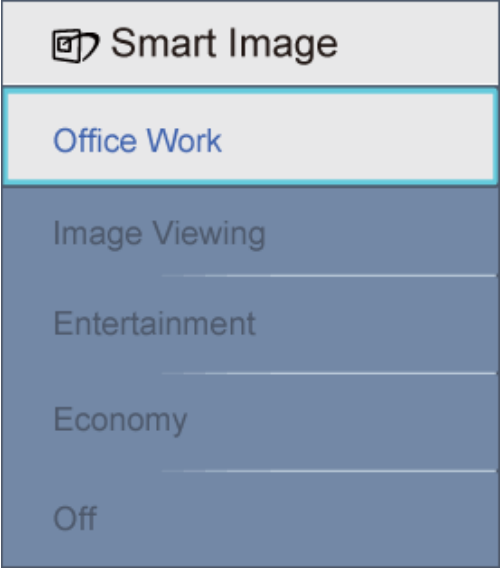 Smart Image
Office Work
Image Viewing
Entertainment
Economy
Off